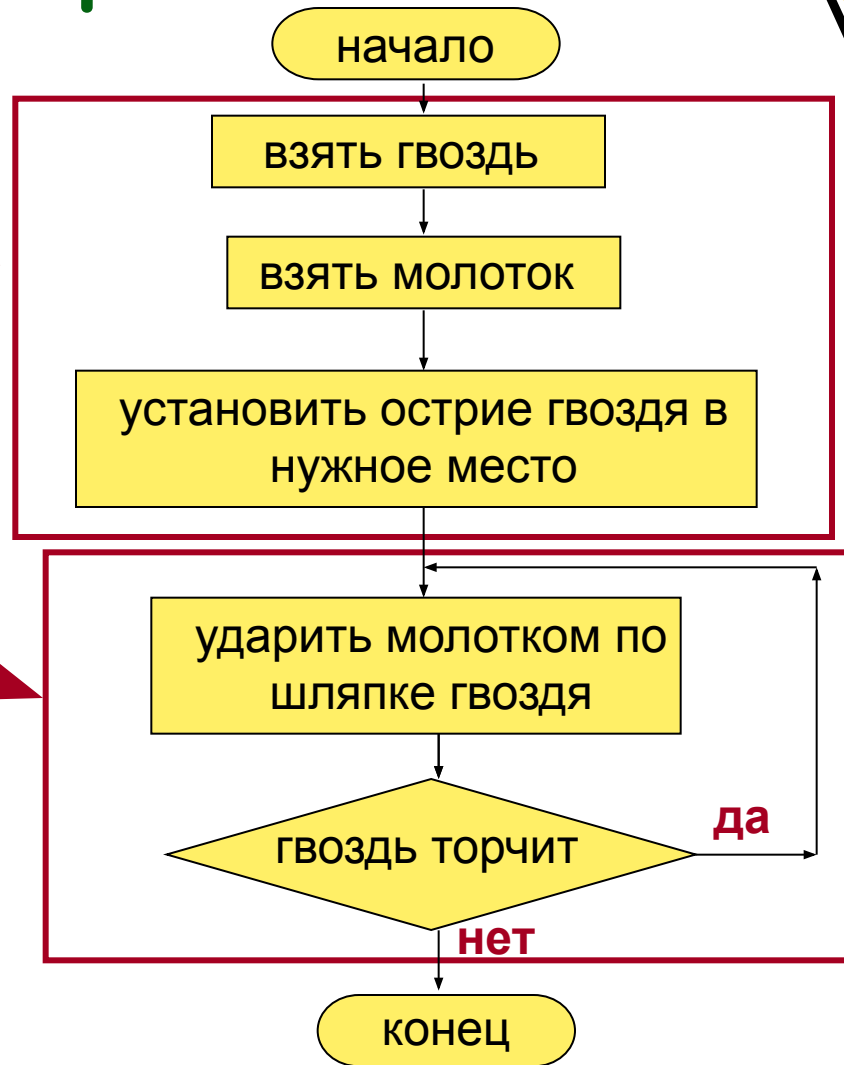 начало
взять гвоздь
взять молоток
установить острие гвоздя в
нужное место
ударить молотком по
шляпке гвоздя
гвоздь торчит
да
нет
конец